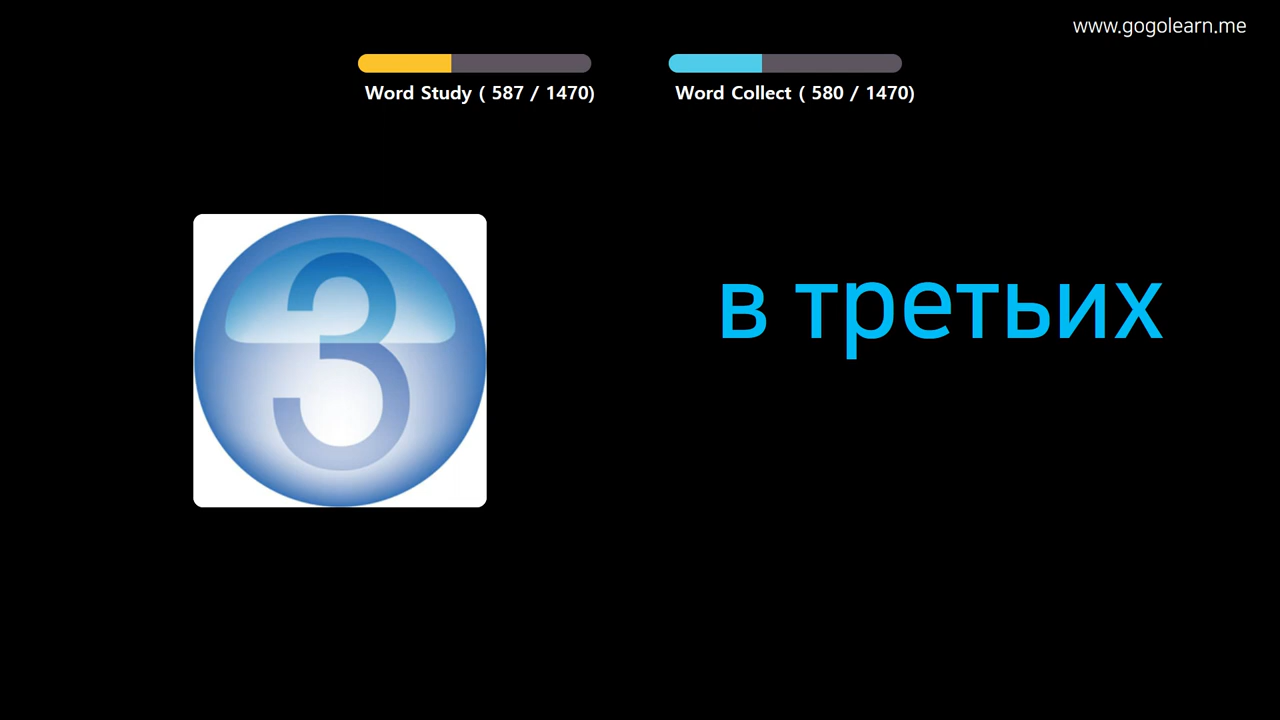 www.gogolearn.me
Word Study ( 587 / 1470)
Word Collect ( 580 / 1470)
3
в третьих